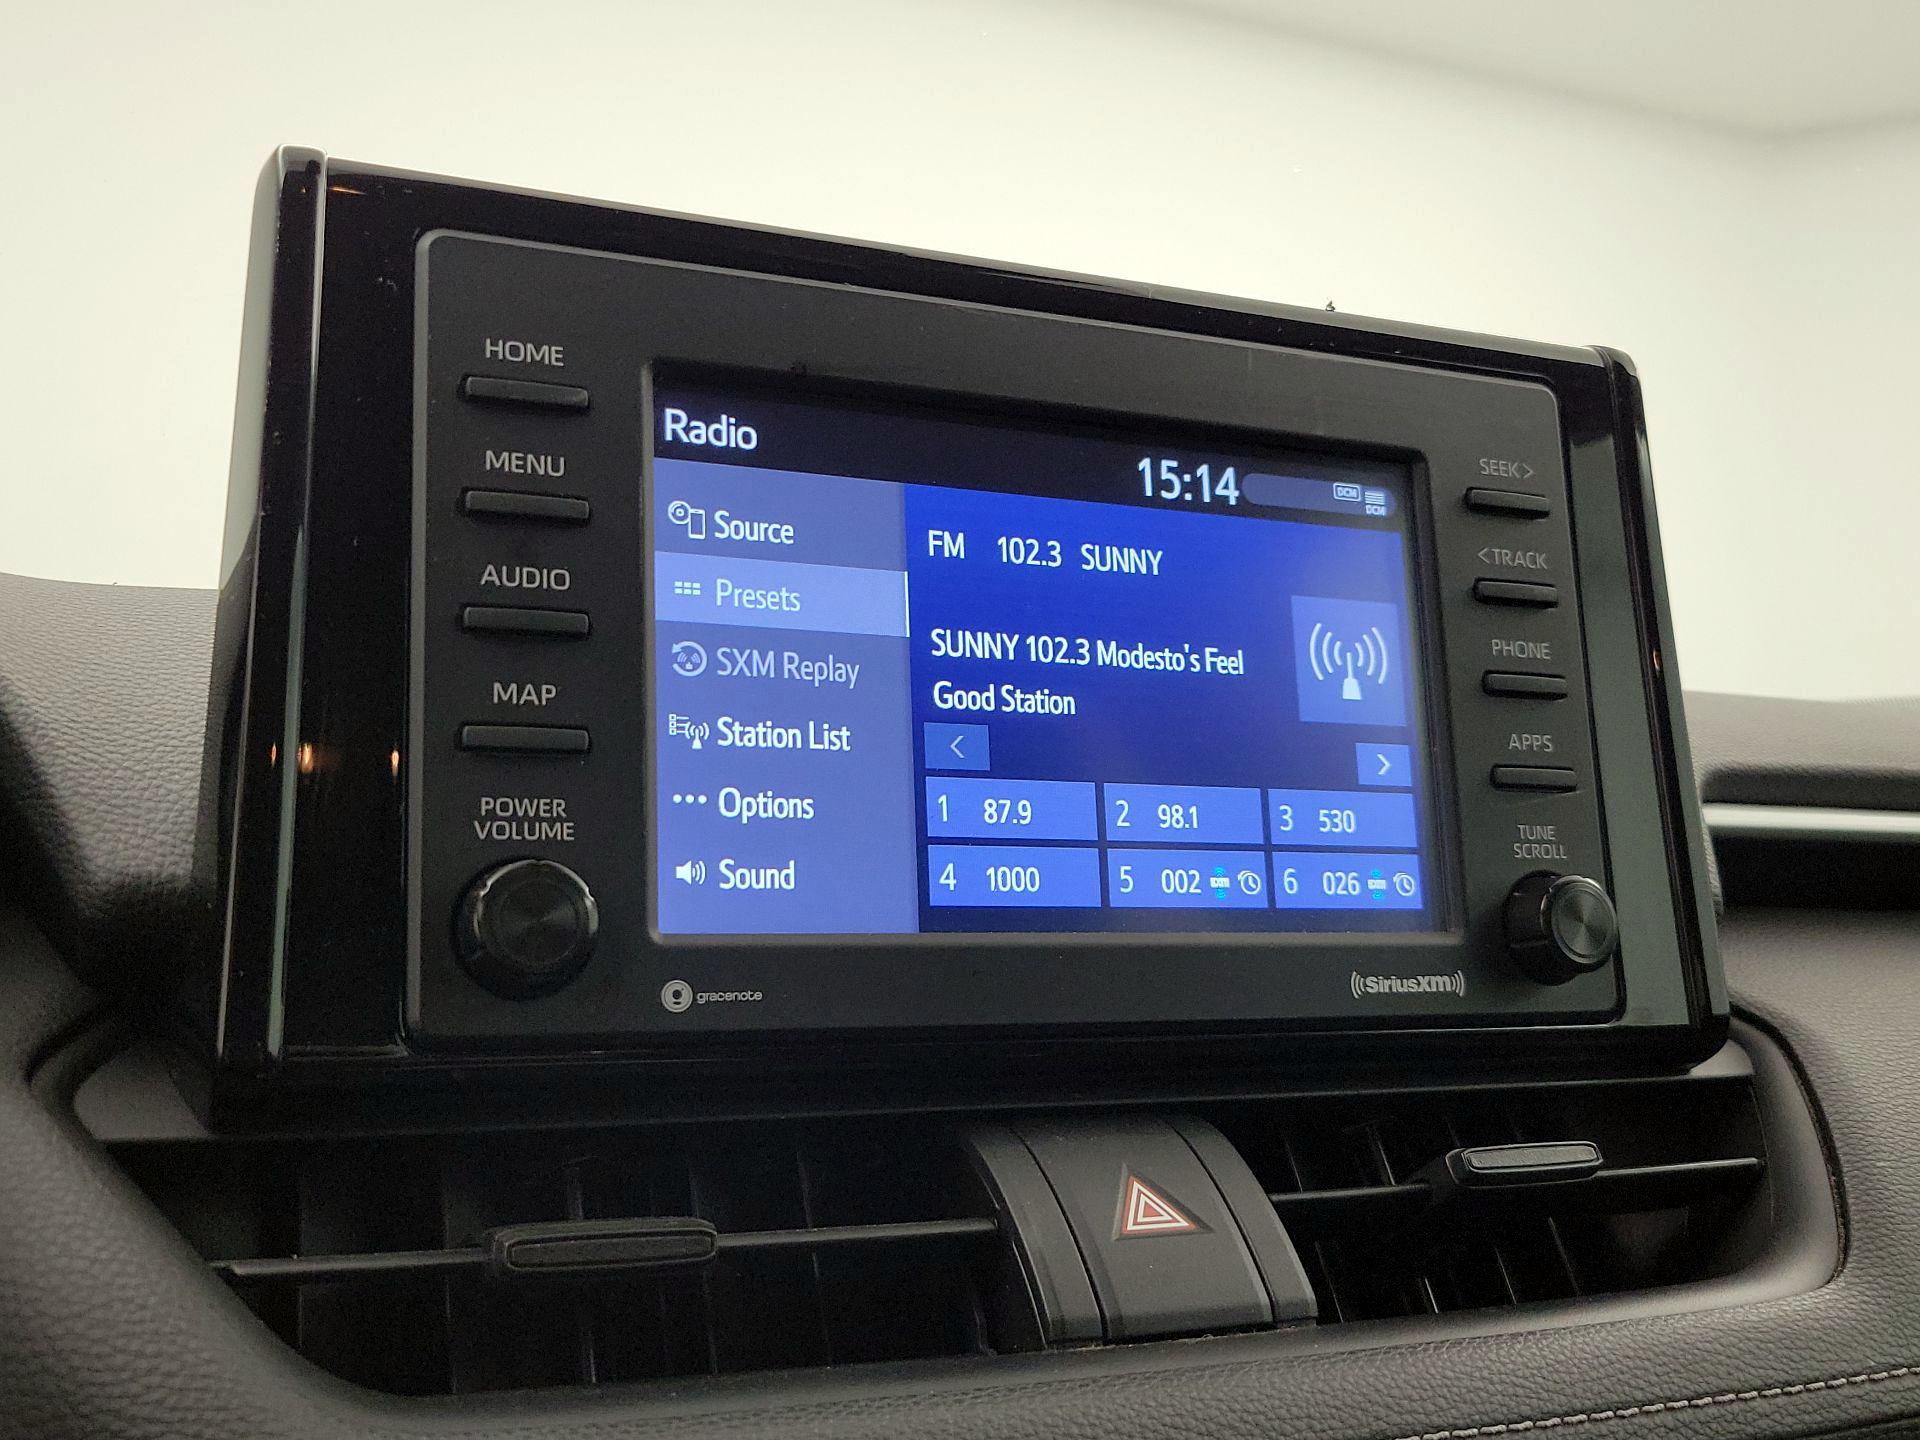 HOME
MENU
AUDIO
MAP
POWER
VOLUME
Radio
15:14
DCM
DCM
Source
Presets
SXM Replay
Station List
Options
Sound
FM 102.3 SUNNY
SUNNY 102.3 Modesto's Feel
Good Station
<
>
1 87.9
2 98.1
3 530
4 1000
5 002
6 026
SEEK >
< TRACK
PHONE
APPS
TUNE
SCROLL
gracenote
SiriusXM